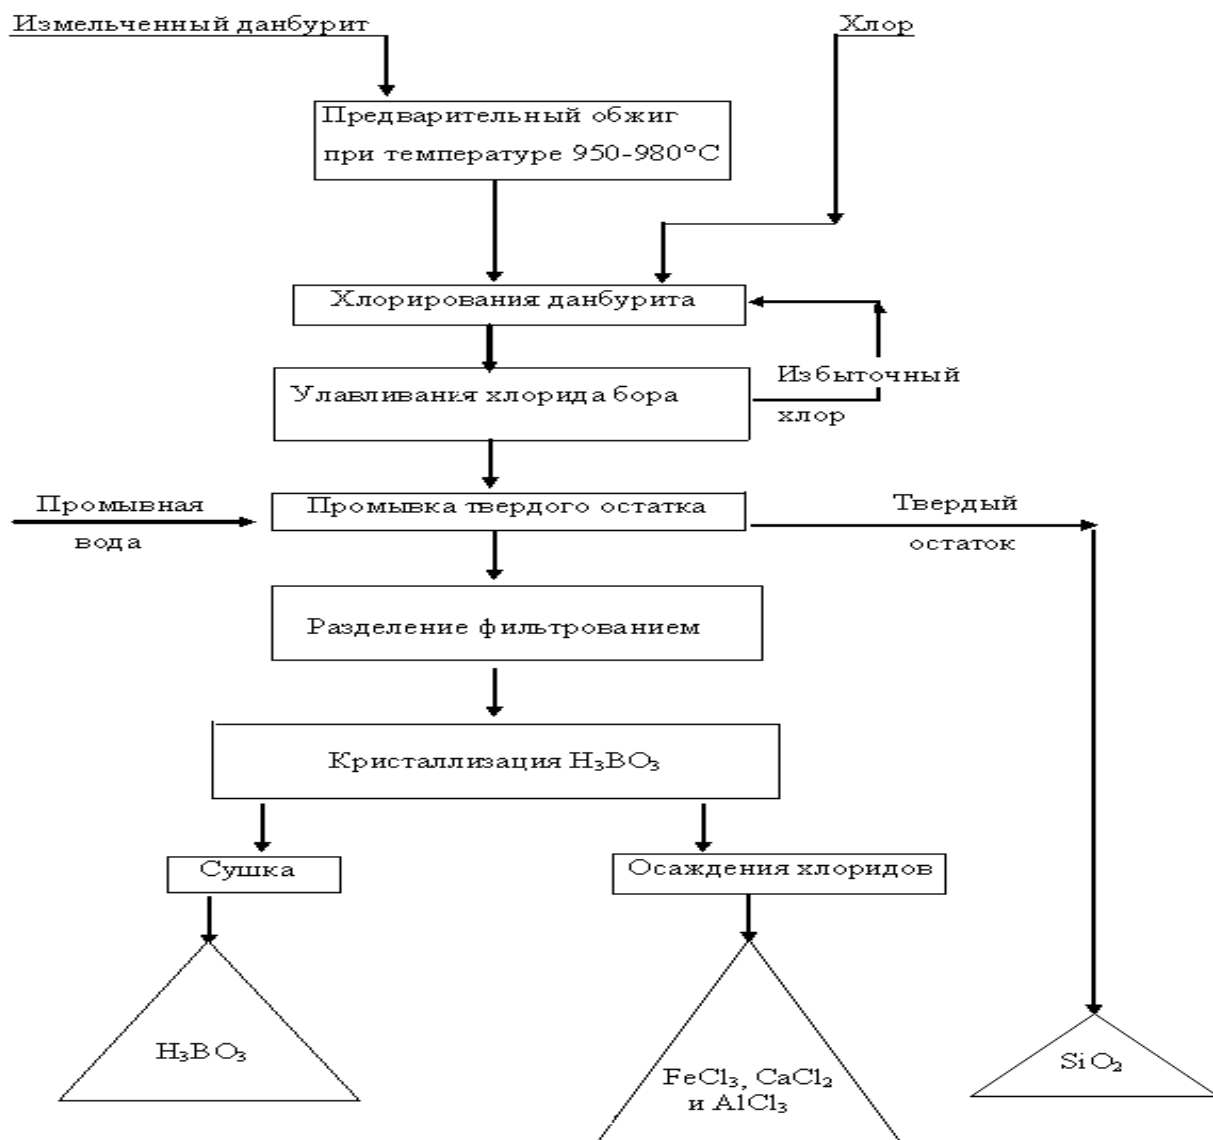 Измельченный данбурит
Хлор
Предварительный обжиг
при температуре 950-980°С
Хлорирования данбурита
Улавливания хлорида бора
Избыточный
хлор
Промывная
вода
Промывка твердого остатка
Твердый
остаток
Разделение фильтрованием
Кристаллизация H₃BO₃
Сушка
Осаждения хлоридов
H₃BO₃
FeCl₃, CaCl₂
и AlCl₃
SiO₂